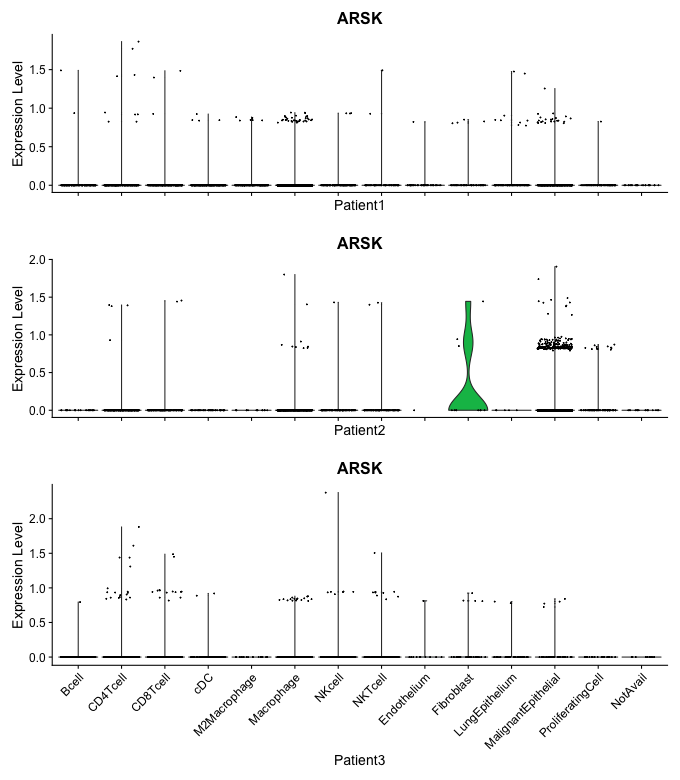 ARSK
Expression Level
1.5
1.0
0.5
0.0
Patient1
ARSK
Expression Level
2.0
1.5
1.0
0.5
0.0
Patient2
ARSK
Expression Level
2.0
1.5
1.0
0.5
0.0
Bcell
CD4Tcell
CD8Tcell
cDC
M2Macrophage
Macrophage
NKcell
NKTcell
Endothelium
Fibroblast
LungEpithelium
MalignantEpithelial
ProliferatingCell
NotAvail
Patient3